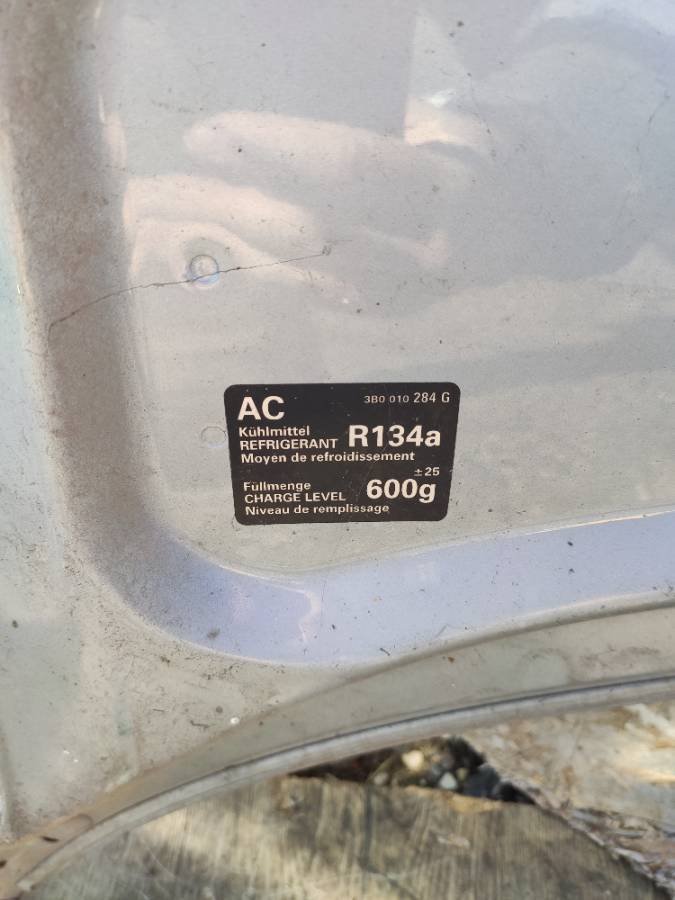 AC 3B0 010 284 G
Kühlmittel
REFRIGERANT R134a
Moyen de refroidissement
±25
Füllmenge
CHARGE LEVEL 600g
Niveau de remplissage